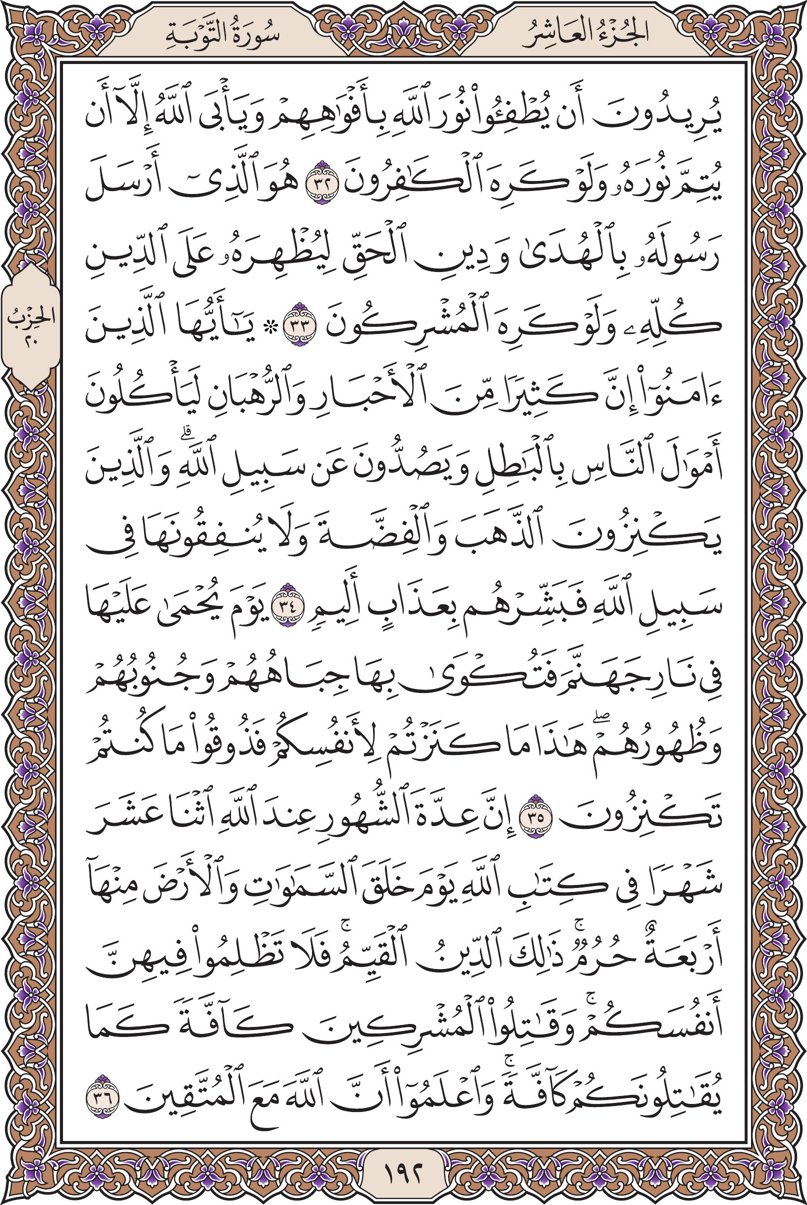 الجُزْءُ العَاشِرُ
سُورَةُ التَّوْبَةِ
يُرِيدُونَ أَن يُطْفِـُٔوا۟ نُورَ ٱللَّهِ بِأَفْوَٰهِهِمْ وَيَأْبَى ٱللَّهُ إِلَّآ أَن
يُتِمَّ نُورَهُۥ وَلَوْ كَرِهَ ٱلْكَٰفِرُونَ ٣٢ هُوَ ٱلَّذِىٓ أَرْسَلَ
رَسُولَهُۥ بِٱلْهُدَىٰ وَدِينِ ٱلْحَقِّ لِيُظْهِرَهُۥ عَلَى ٱلدِّينِ
كُلِّهِۦ وَلَوْ كَرِهَ ٱلْمُشْرِكُونَ ٣٣ ۞ يَٰٓأَيُّهَا ٱلَّذِينَ
ءَامَنُوٓا۟ إِنَّ كَثِيرًا مِّنَ ٱلْأَحْبَارِ وَٱلرُّهْبَانِ لَيَأْكُلُونَ
أَمْوَٰلَ ٱلنَّاسِ بِٱلْبَٰطِلِ وَيَصُدُّونَ عَن سَبِيلِ ٱللَّهِ ۗ وَٱلَّذِينَ
يَكْنِزُونَ ٱلذَّهَبَ وَٱلْفِضَّةَ وَلَا يُنفِقُونَهَا فِى
سَبِيلِ ٱللَّهِ فَبَشِّرْهُم بِعَذَابٍ أَلِيمٍ ٣٤ يَوْمَ يُحْمَىٰ عَلَيْهَا
فِى نَارِ جَهَنَّمَ فَتُكْوَىٰ بِهَا جِبَاهُهُمْ وَجُنُوبُهُمْ
وَظُهُورُهُمْ ۖ هَٰذَا مَا كَنَزْتُمْ لِأَنفُسِكُمْ فَذُوقُوا۟ مَا كُنتُمْ
تَكْنِزُونَ ٣٥ إِنَّ عِدَّةَ ٱلشُّهُورِ عِندَ ٱللَّهِ ٱثْنَا عَشَرَ
شَهْرًا فِى كِتَٰبِ ٱللَّهِ يَوْمَ خَلَقَ ٱلسَّمَٰوَٰتِ وَٱلْأَرْضَ مِنْهَآ
أَرْبَعَةٌ حُرُمٌ ۚ ذَٰلِكَ ٱلدِّينُ ٱلْقَيِّمُ ۚ فَلَا تَظْلِمُوا۟ فِيهِنَّ
أَنفُسَكُمْ ۚ وَقَٰتِلُوا۟ ٱلْمُشْرِكِينَ كَآفَّةً كَمَا
يُقَٰتِلُونَكُمْ كَآفَّةً ۚ وَٱعْلَمُوٓا۟ أَنَّ ٱللَّهَ مَعَ ٱلْمُتَّقِينَ ٣٦
الحِزْبُ
٢٠
١٩٢